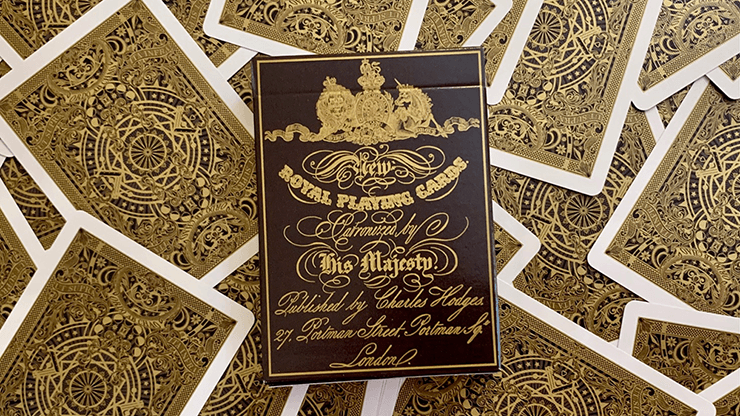 New
ROYAL PLAYING CARDS.
Patronized by
His Majesty.
Published by Charles Hodges.
27, Portman Street, Portman Sq.
London.